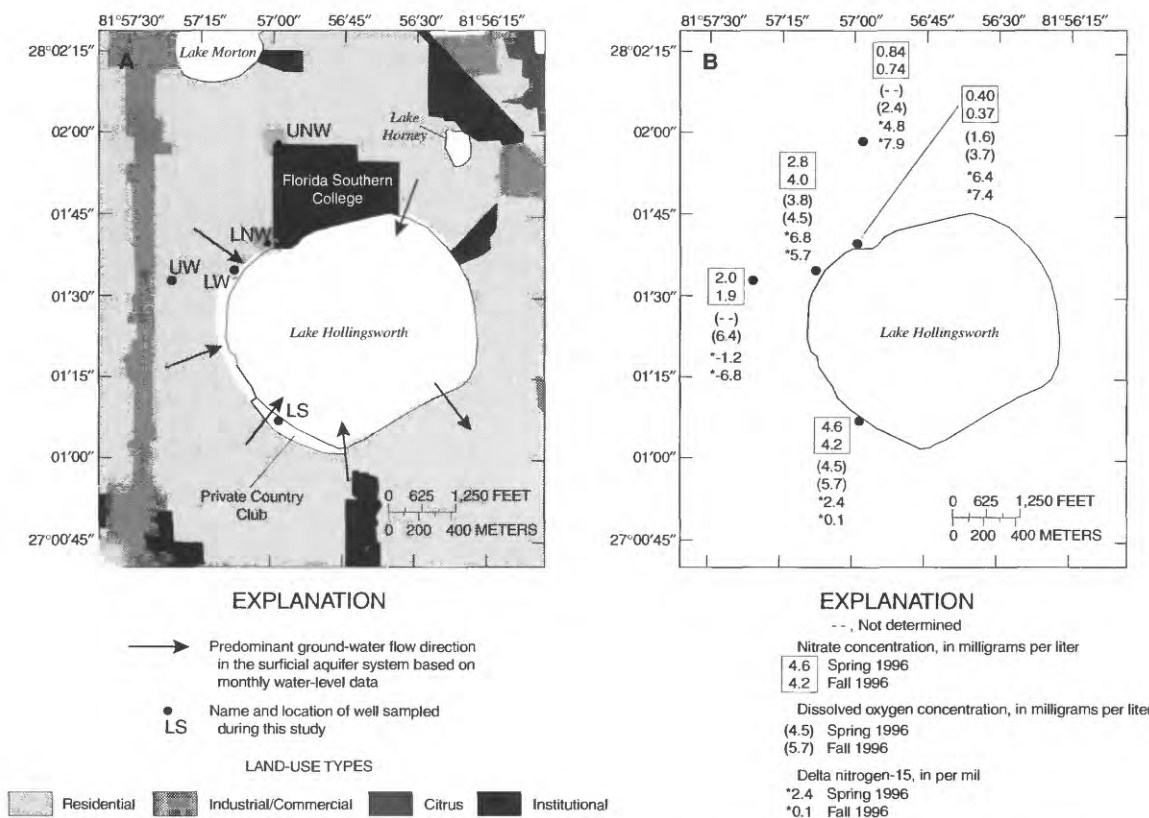 81°57'30" 57'15" 57'00" 56'45" 56'30" 81°56'15"
28°02'15"
02'00"
01'45"
01'30"
01'15"
01'00"
27°00'45"
A
Lake Morton
UNW
Lake
Horney
Florida Southern
College
LNW
UW
LW
Lake Hollingsworth
LS
Private Country
Club
0 625 1,250 FEET
0 200 400 METERS
EXPLANATION
Predominant ground-water flow direction
in the surficial aquifer system based on
monthly water-level data
LS
Name and location of well sampled
during this study
LAND-USE TYPES
Residential
Industrial/Commercial
Citrus
Institutional
81°57'30" 57'15" 57'00" 56'45" 56'30" 81°56'15"
28°02'15"
02'00"
01'45"
01'30"
01'15"
01'00"
27°00'45"
B
0.84
0.74
(- -)
(2.4)
*4.8
*7.9
0.40
0.37
(1.6)
(3.7)
*6.4
*7.4
2.8
4.0
(3.8)
(4.5)
*6.8
*5.7
2.0
1.9
(- -)
(6.4)
*-1.2
*-6.8
Lake Hollingsworth
4.6
4.2
(4.5)
(5.7)
*2.4
*0.1
0 625 1,250 FEET
0 200 400 METERS
EXPLANATION
- - , Not determined
Nitrate concentration, in milligrams per liter
4.6 Spring 1996
4.2 Fall 1996
Dissolved oxygen concentration, in milligrams per liter
(4.5) Spring 1996
(5.7) Fall 1996
Delta nitrogen-15, in per mil
*2.4 Spring 1996
*0.1 Fall 1996